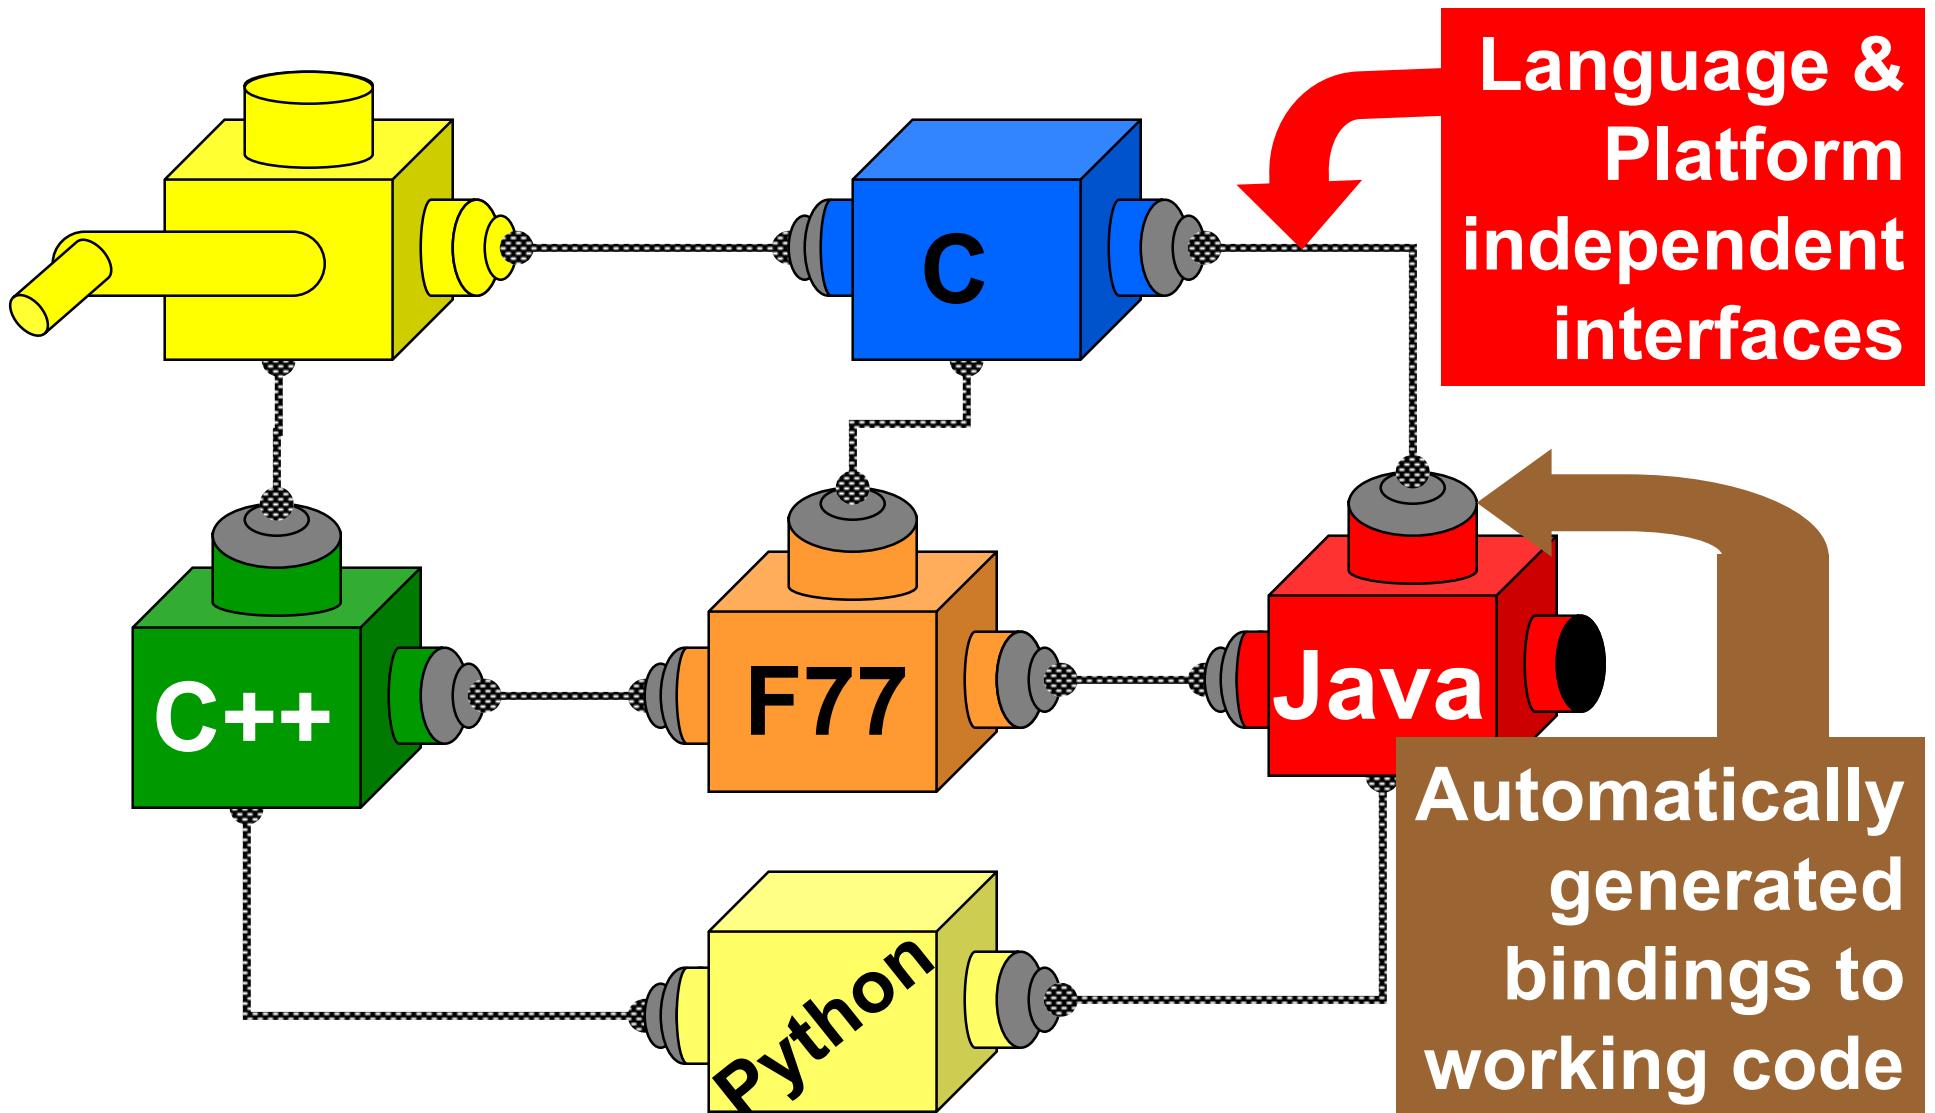 Language &
Platform
independent
interfaces
C
C++
F77
Java
Python
Automatically
generated
bindings to
working code